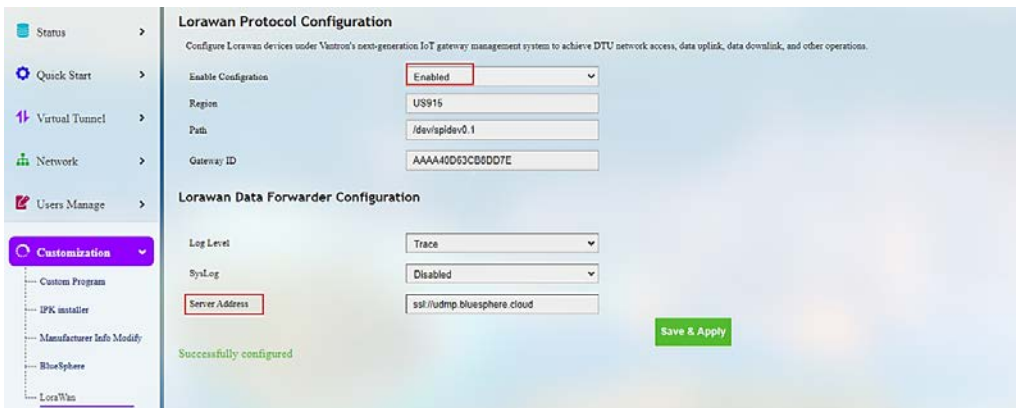 Status
Quick Start
Virtual Tunnel
Network
Users Manage
Customization
Custom Program
IPK installer
Manufacturer Info Modify
BlueSphere
LoraWan
Lorawan Protocol Configuration
Configure Lorawan devices under Vantron's next-generation IoT gateway management system to achieve DTU network access, data uplink, data downlink, and other operations.
Enable Configration Enabled
Region US915
Path /dev/spidev0.1
Gateway ID AAAA40D63CB8DD7E
Lorawan Data Forwarder Configuration
Log Level Trace
SysLog Disabled
Server Address ssl://udmp.bluesphere.cloud
Save & Apply
Successfully configured